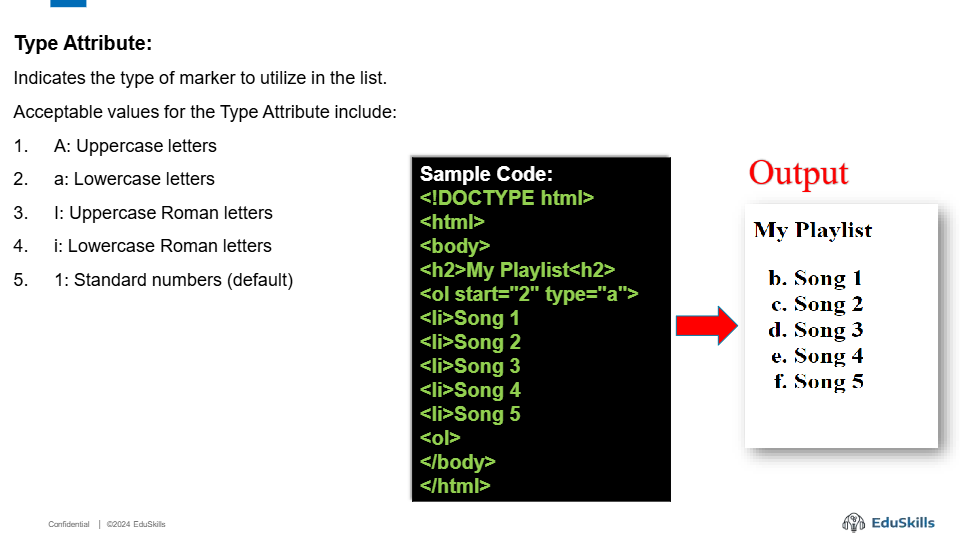 Type Attribute:
Indicates the type of marker to utilize in the list.
Acceptable values for the Type Attribute include:
1. A: Uppercase letters
2. a: Lowercase letters
3. I: Uppercase Roman letters
4. i: Lowercase Roman letters
5. 1: Standard numbers (default)
Sample Code:
<!DOCTYPE html>
<html>
<body>
<h2>My Playlist<h2>
<ol start="2" type="a">
<li>Song 1
<li>Song 2
<li>Song 3
<li>Song 4
<li>Song 5
<ol>
</body>
</html>
Output
My Playlist
b. Song 1
c. Song 2
d. Song 3
e. Song 4
f. Song 5
Confidential | ©2024 EduSkills
EduSkills